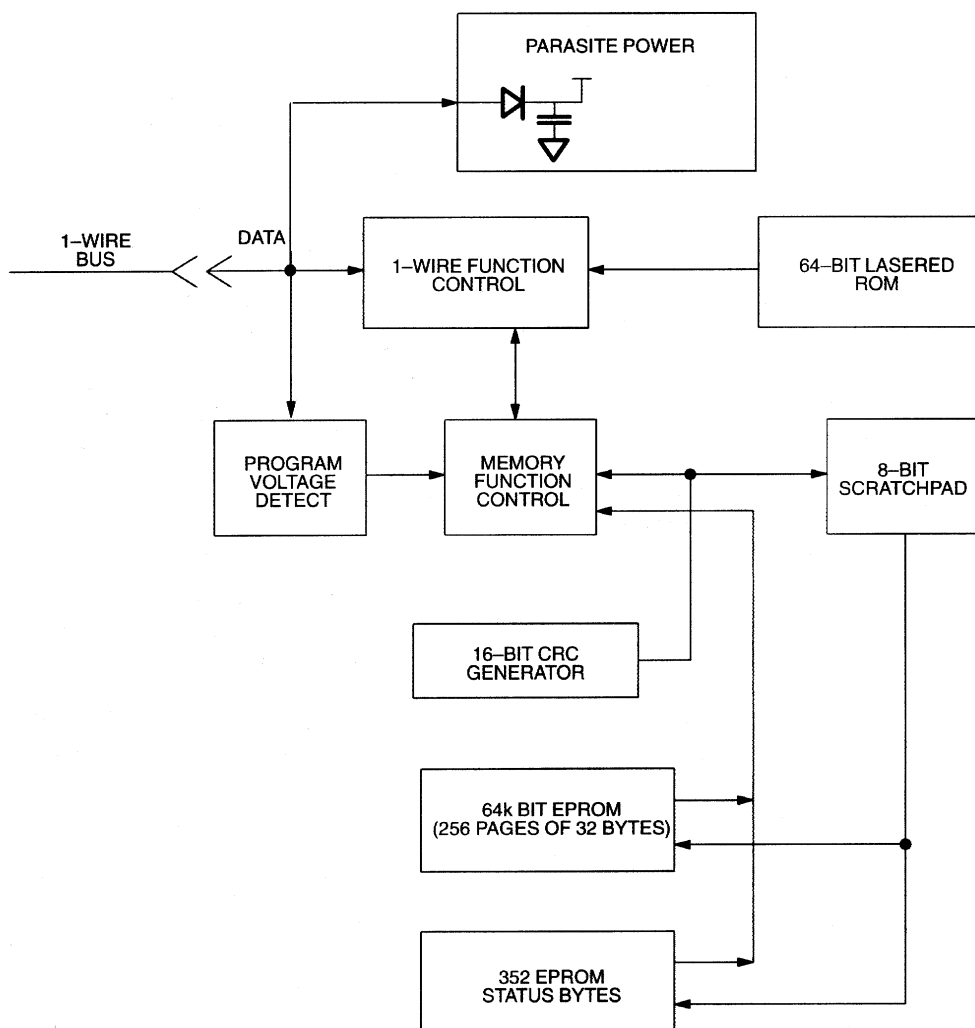 PARASITE POWER
1–WIRE
BUS
DATA
1–WIRE FUNCTION
CONTROL
64–BIT LASERED
ROM
PROGRAM
VOLTAGE
DETECT
MEMORY
FUNCTION
CONTROL
8–BIT
SCRATCHPAD
16–BIT CRC
GENERATOR
64k BIT EPROM
(256 PAGES OF 32 BYTES)
352 EPROM
STATUS BYTES